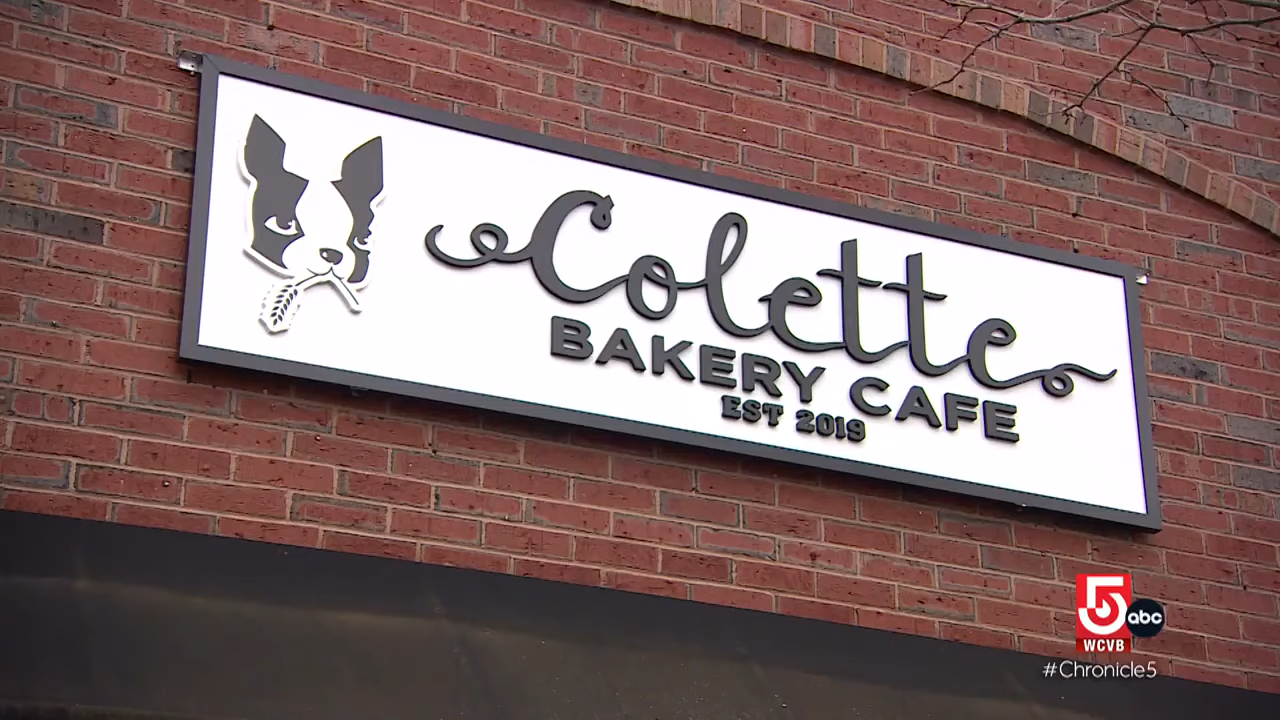 Colette
BAKERY CAFE
EST 2019
5 abc
WCVB
#Chronicle5